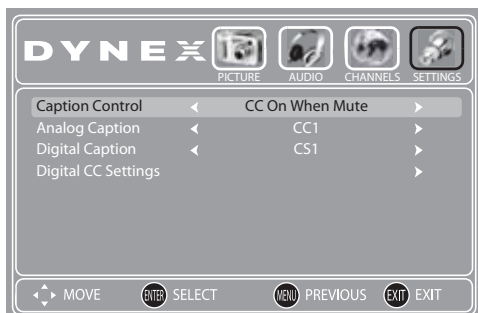 DYNEX
PICTURE AUDIO CHANNELS SETTINGS
Caption Control CC On When Mute
Analog Caption CC1
Digital Caption CS1
Digital CC Settings
MOVE ENTER SELECT MENU PREVIOUS EXIT EXIT